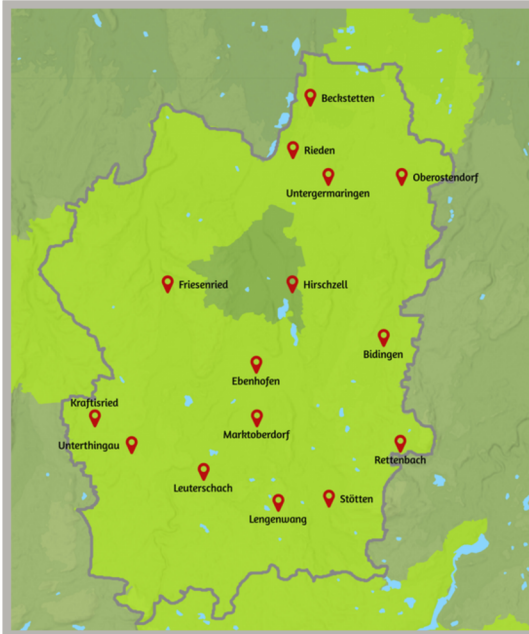 Beckstetten
Rieden
Oberostendorf
Untergermaringen
Friesenried
Hirschzell
Bidingen
Ebenhofen
Kraftisried
Marktoberdorf
Unterthingau
Rettenbach
Leuterschach
Stötten
Lengenwang